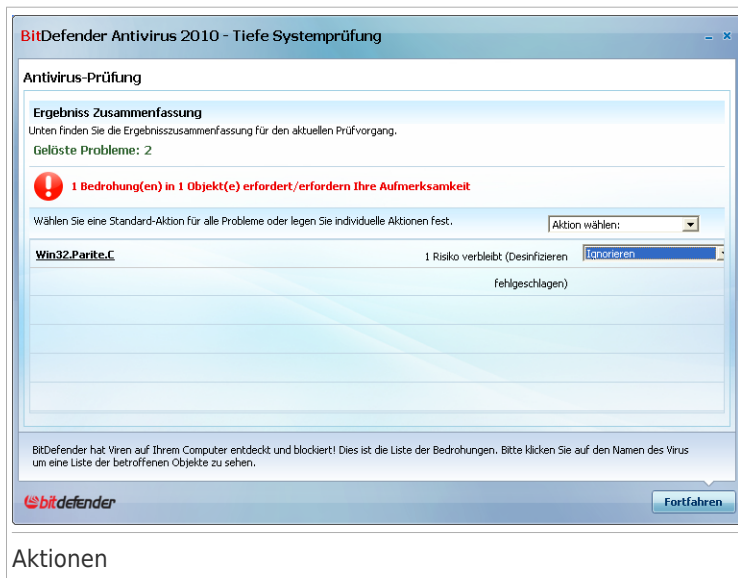 BitDefender Antivirus 2010 - Tiefe Systemprüfung
Antivirus-Prüfung
Ergebniss Zusammenfassung
Unten finden Sie die Ergebnisszusammenfassung für den aktuellen Prüfvorgang.
Gelöste Probleme: 2
1 Bedrohung(en) in 1 Objekt(e) erfordert/erfordern Ihre Aufmerksamkeit
Wählen Sie eine Standard-Aktion für alle Probleme oder legen Sie individuelle Aktionen fest.
Aktion wählen:
Win32.Parite.C
1 Risiko verbleibt (Desinfizieren
fehlgeschlagen)
Ignorieren
BitDefender hat Viren auf Ihrem Computer entdeckt und blockiert! Dies ist die Liste der Bedrohungen. Bitte klicken Sie auf den Namen des Virus
um eine Liste der betroffenen Objekte zu sehen.
bitdefender
Fortfahren
Aktionen